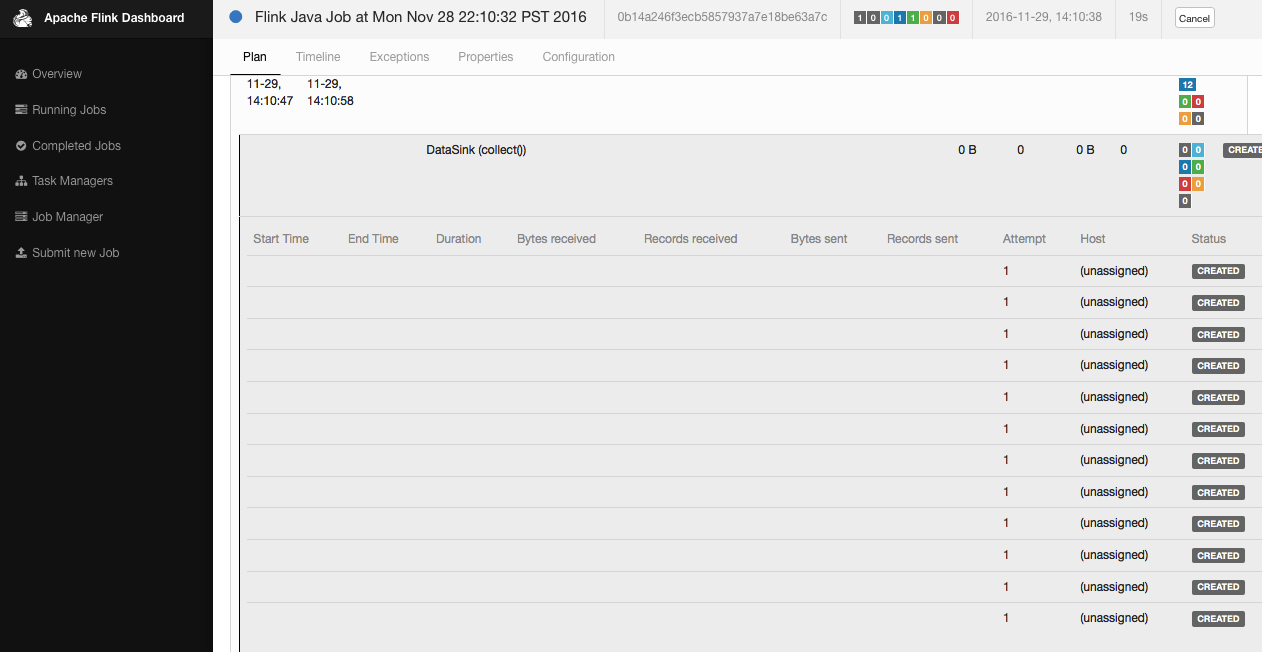 Apache Flink Dashboard
Flink Java Job at Mon Nov 28 22:10:32 PST 2016
0b14a246f3ecb5857937a7e18be63a7c
1 0 0 1 1 0 0 0
2016-11-29, 14:10:38
19s
Cancel
Overview
Running Jobs
Completed Jobs
Task Managers
Job Manager
Submit new Job
Plan Timeline Exceptions Properties Configuration
11-29, 11-29, 12
14:10:47 14:10:58 0 0
0 0
DataSink (collect()) 0 B 0 0 B 0 0 0 CREATE
0 0
0 0
0
Start Time End Time Duration Bytes received Records received Bytes sent Records sent Attempt Host Status
1 (unassigned) CREATED
1 (unassigned) CREATED
1 (unassigned) CREATED
1 (unassigned) CREATED
1 (unassigned) CREATED
1 (unassigned) CREATED
1 (unassigned) CREATED
1 (unassigned) CREATED
1 (unassigned) CREATED
1 (unassigned) CREATED
1 (unassigned) CREATED
1 (unassigned) CREATED